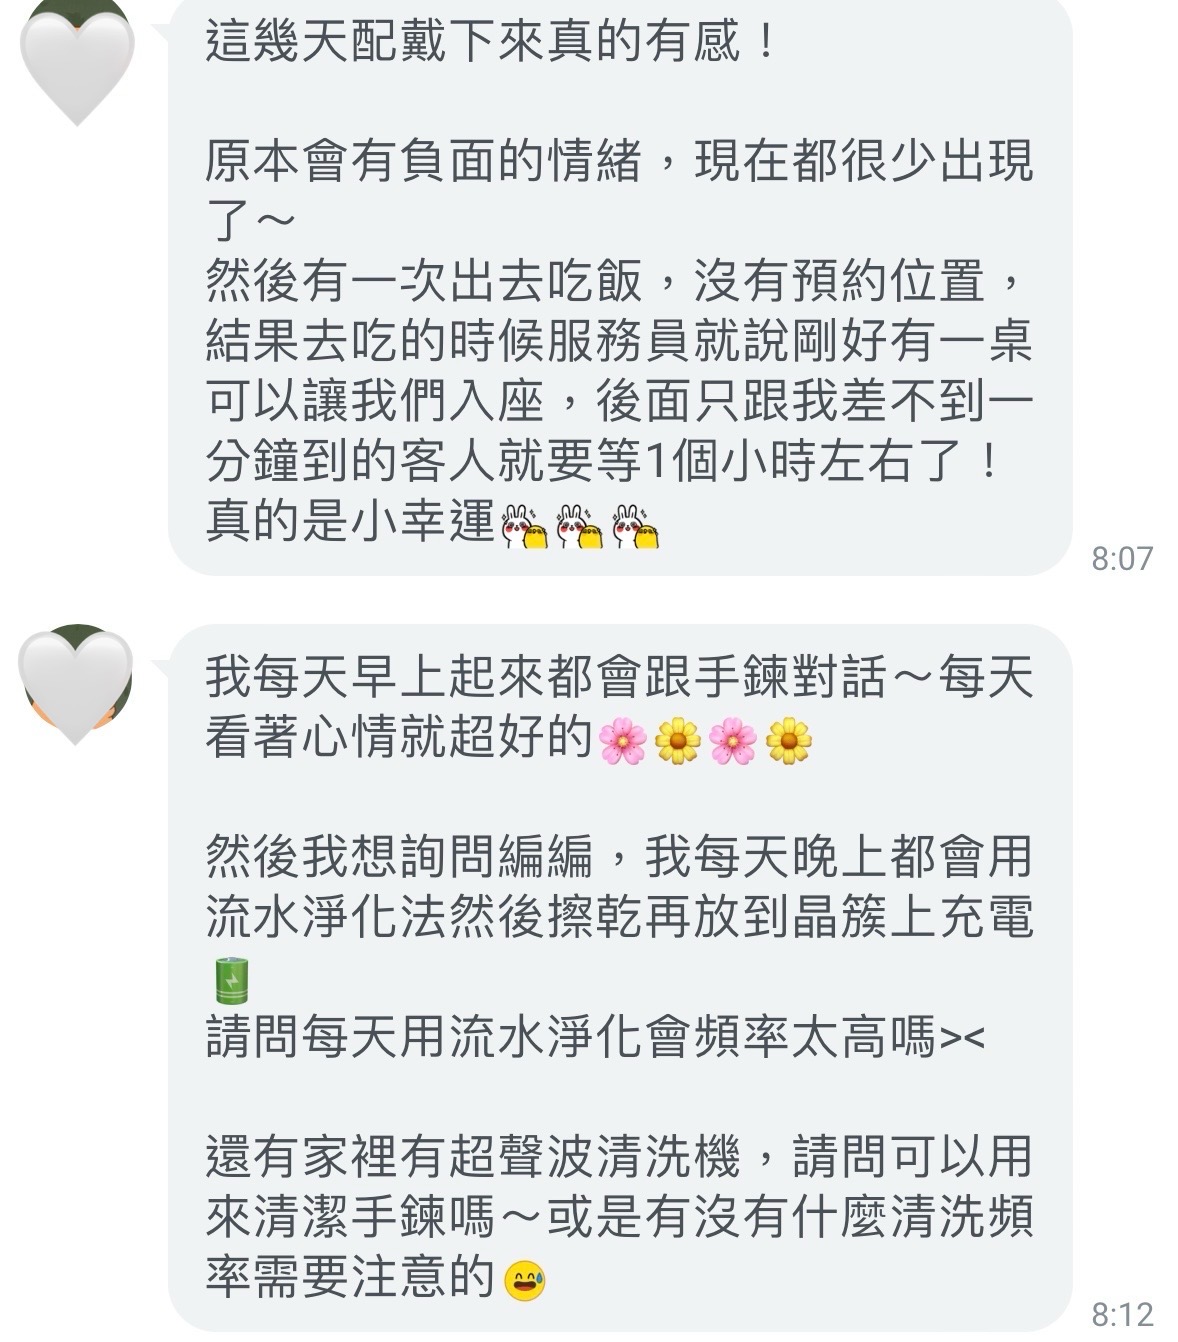 這幾天配戴下來真的有感！
原本會有負面的情緒，現在都很少出現
了～
然後有一次出去吃飯，沒有預約位置，
結果去吃的時候服務員就說剛好有一桌
可以讓我們入座，後面只跟我差不到一
分鐘到的客人就要等1個小時左右了！
真的是小幸運
8:07
我每天早上起來都會跟手鍊對話～每天
看著心情就超好的🌸🌼🌸🌼
然後我想詢問編編，我每天晚上都會用
流水淨化法然後擦乾再放到晶簇上充電
🔋
請問每天用流水淨化會頻率太高嗎><
還有家裡有超聲波清洗機，請問可以用
來清潔手鍊嗎～或是有沒有什麼清洗頻
率需要注意的😅
8:12